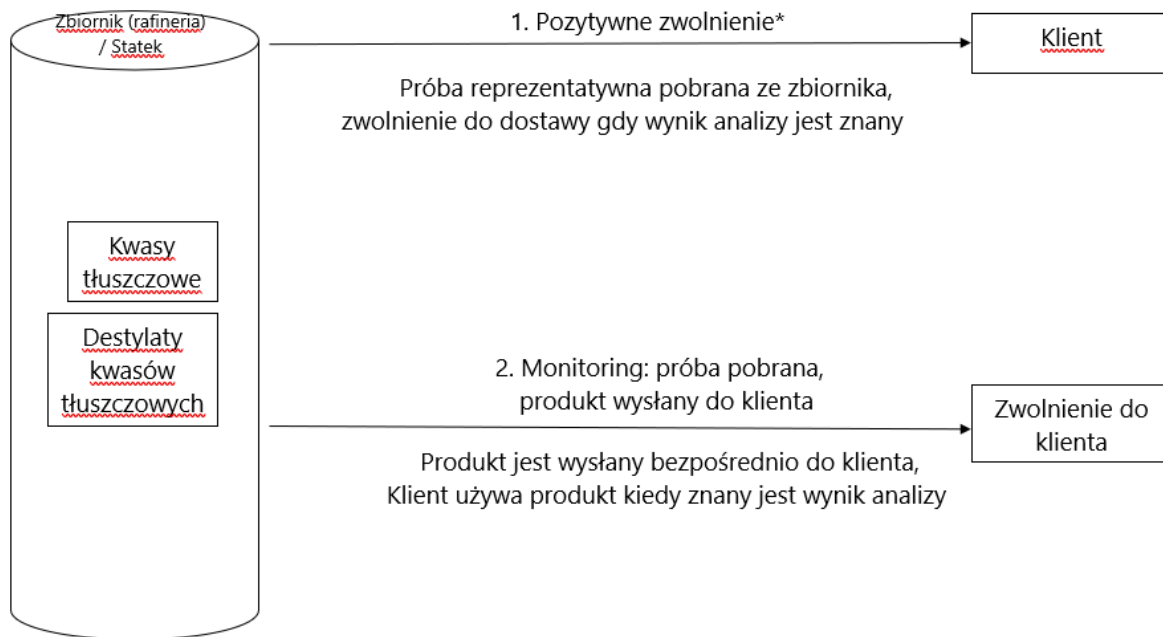 Zbiornik (rafineria)
/ Statek
1. Pozytywne zwolnienie*
Klient
Próba reprezentatywna pobrana ze zbiornika,
zwolnienie do dostawy gdy wynik analizy jest znany
Kwasy
tłuszczowe
Destylaty
kwasów
tłuszczowych
2. Monitoring: próba pobrana,
produkt wysłany do klienta
Zwolnienie do
klienta
Produkt jest wysłany bezpośrednio do klienta,
Klient używa produkt kiedy znany jest wynik analizy